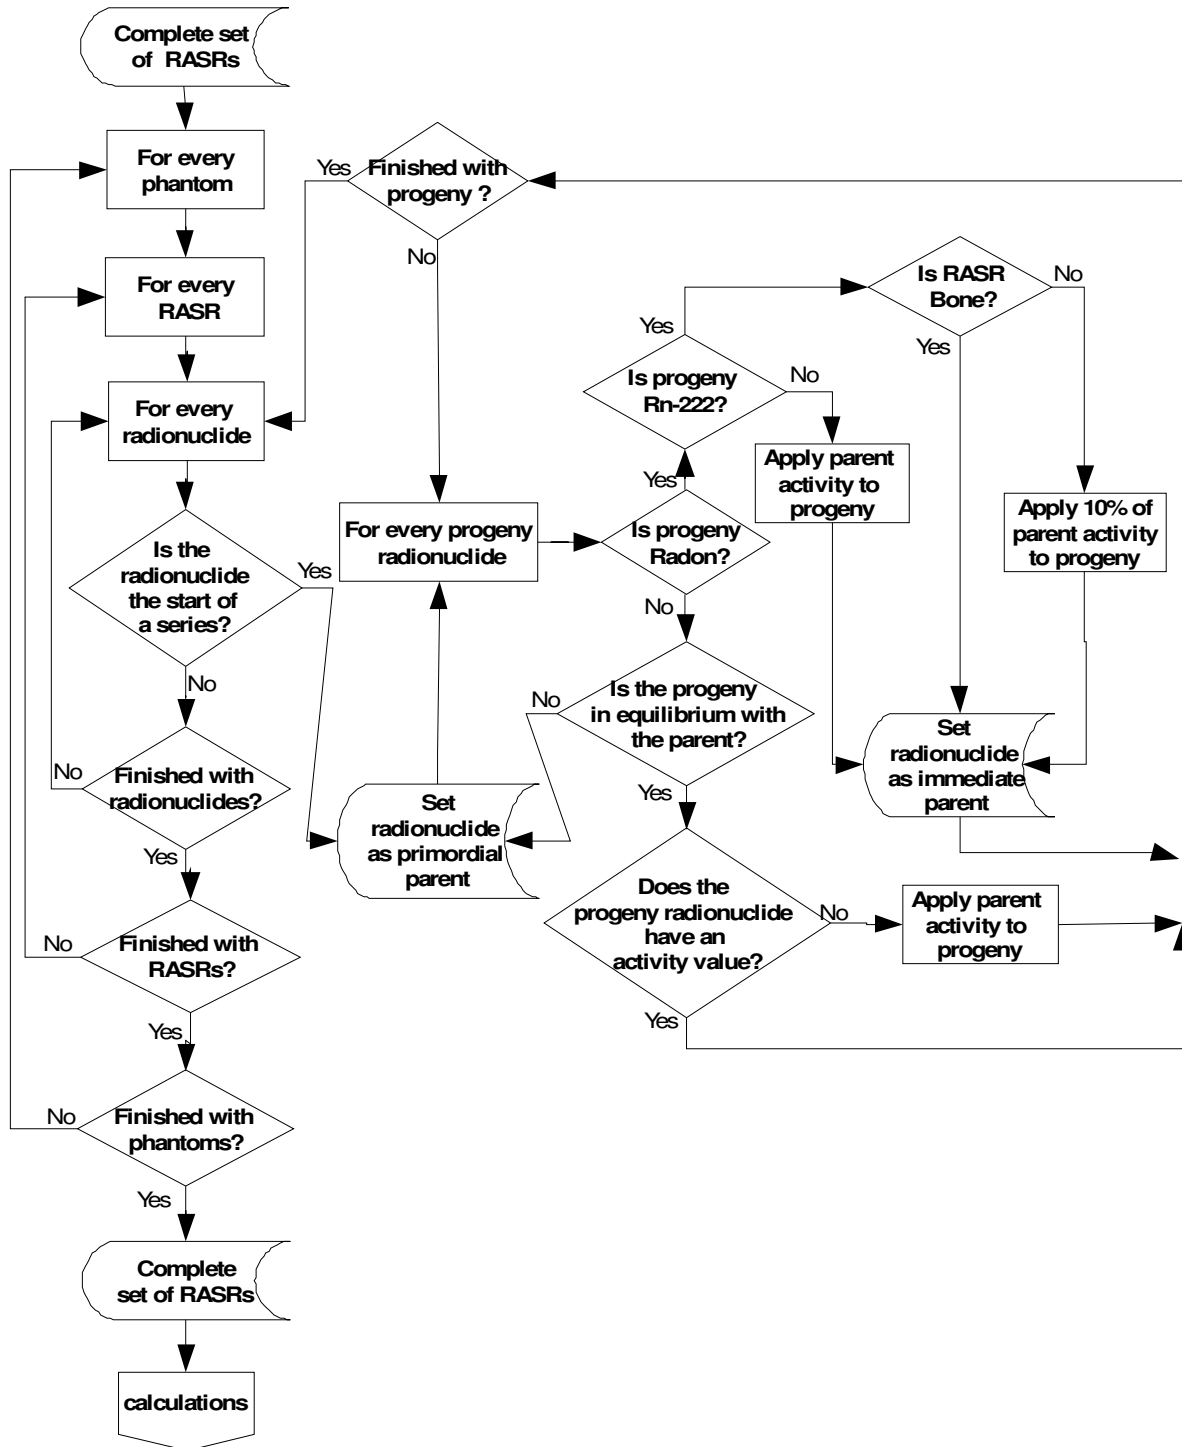 Complete set
of RASRs
For every
phantom
For every
RASR
For every
radionuclide
Is the
radionuclide
the start of
a series?
Yes
No
Finished with
radionuclides?
No
Yes
Finished with
RASRs?
No
Yes
Finished with
phantoms?
No
Yes
Complete
set of RASRs
calculations
Yes
Finished with
progeny ?
No
For every progeny
radionuclide
Set
radionuclide
as primordial
parent
Is progeny
Radon?
Yes
No
Is progeny
Rn-222?
Yes
No
Apply parent
activity to
progeny
Is RASR
Bone?
No
Yes
Apply 10% of
parent activity
to progeny
Set
radionuclide
as immediate
parent
Is the progeny
in equilibrium with
the parent?
No
Yes
Does the
progeny radionuclide
have an
activity value?
No
Yes
Apply parent
activity to
progeny